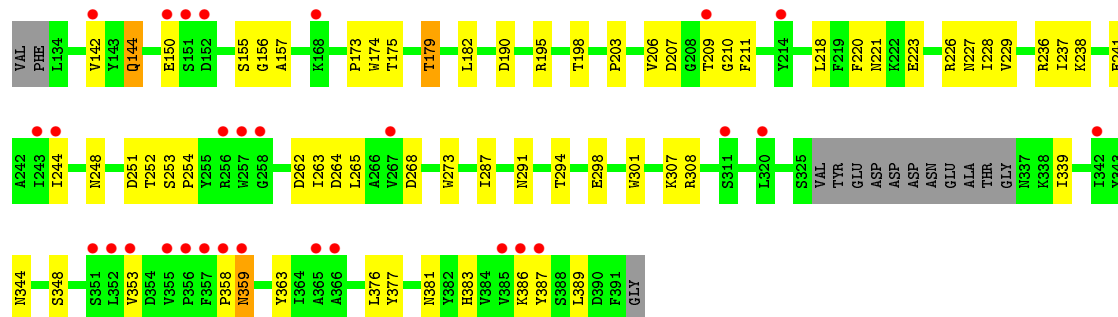 VAL PHE L134 V142 Y143 Q144 E150 S151 D152 S155 G156 A157 K168 P173 W174 T175 T179 L182 D190 R195 T198 P203 V206 D207 G208 T209 G210 F211 Y214 L218 F219 F220 N221 K222 E223 R226 N227 I228 V229 R236 I237 K238
A242 I243 I244 N248 D251 T252 S253 P254 Y255 R256 W257 G258 D262 I263 D264 L265 A266 V267 D268 W273 I287 N291 T294 E298 W301 K307 R308 S311 L320 S325 VAL TYR GLU ASP ASP ASP ASN GLU ALA THR GLY N337 K338 I339 I342
N344 S348 S351 L352 V353 D354 V355 P356 F357 P358 N359 Y363 I364 A365 A366 L376 Y377 N381 Y382 H383 V384 V385 K386 Y387 S388 L389 D390 F391 GLY